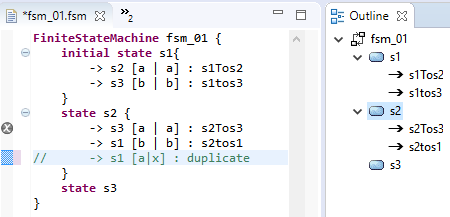 *fsm_01.fsm
»2
Outline
FiniteStateMachine fsm_01 {
initial state s1{
-> s2 [a | a] : s1Tos2
-> s3 [b | b] : s1tos3
}
state s2 {
-> s3 [a | a] : s2Tos3
-> s1 [b | b] : s2tos1
// -> s1 [a|x] : duplicate
}
state s3
}
fsm_01
s1
s1Tos2
s1tos3
s2
s2Tos3
s2tos1
s3